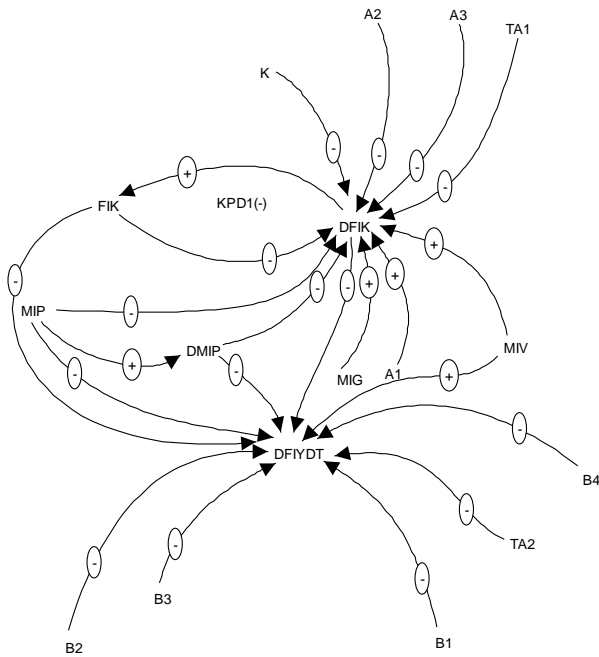 A2
A3
TA1
K
-
-
-
+
-
FIK
KPD1(-)
DFIK
+
-
+
-
-
-
+
MIP
-
DMIP
+
MIV
-
-
MIG
A1
+
DFIYDT
-
B4
-
-
TA2
-
B3
-
B2
B1